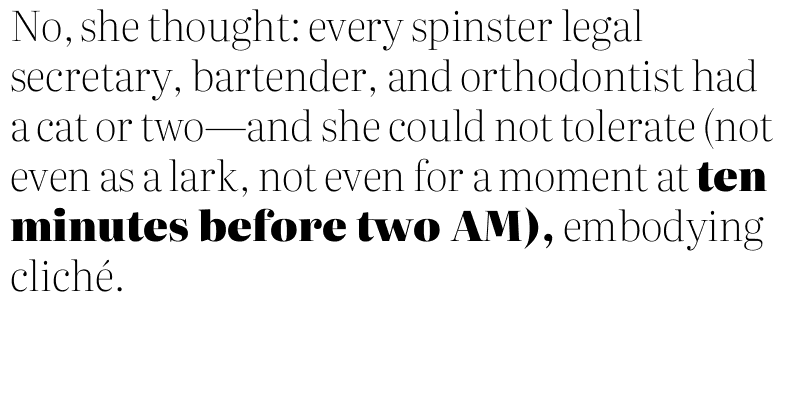 No, she thought: every spinster legal
secretary, bartender, and orthodontist had
a cat or two—and she could not tolerate (not
even as a lark, not even for a moment at ten
minutes before two AM), embodying
cliché.